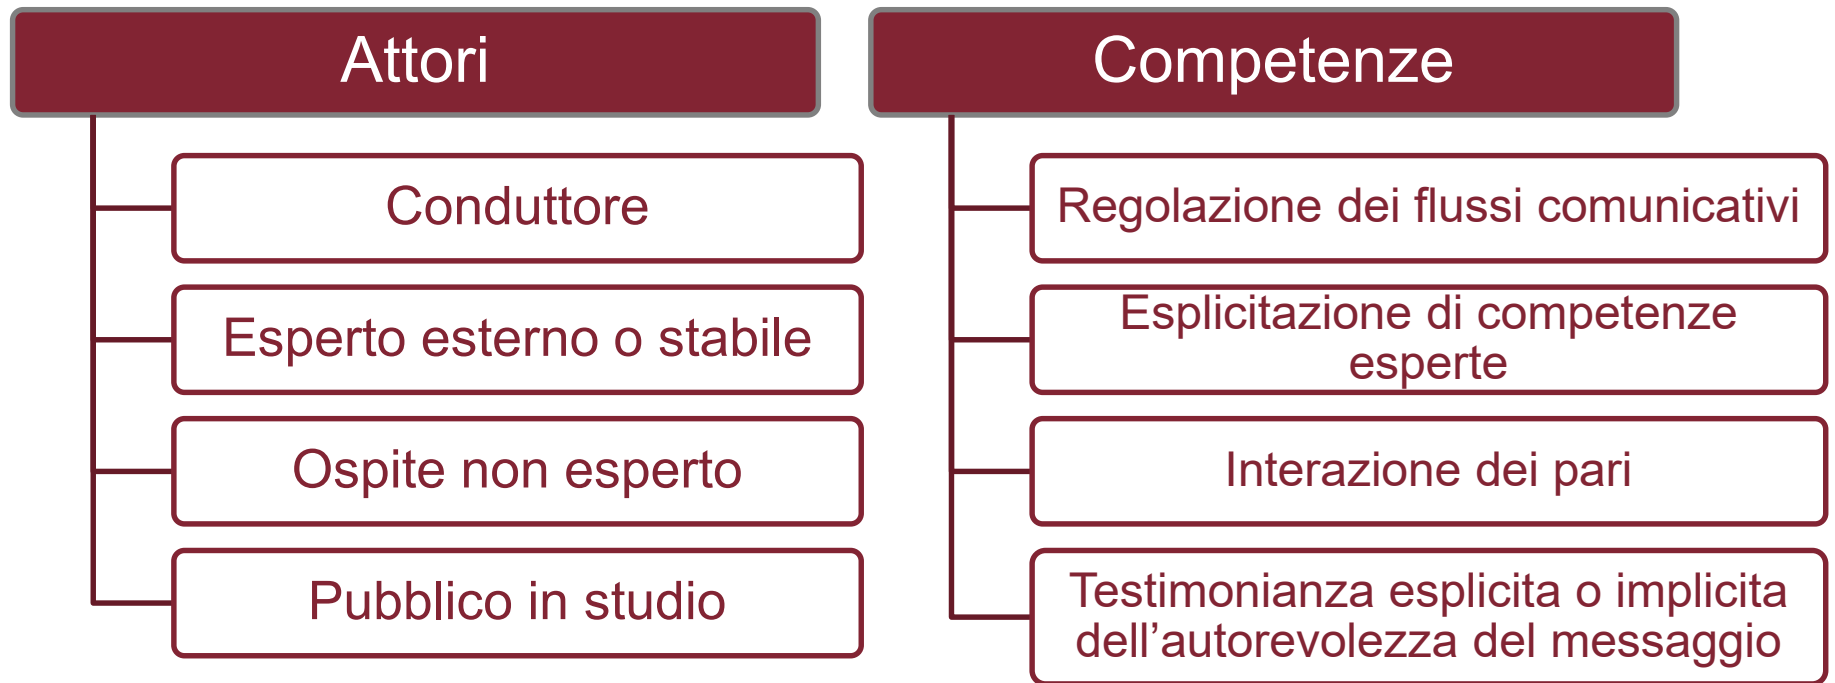 Attori
Conduttore
Esperto esterno o stabile
Ospite non esperto
Pubblico in studio
Competenze
Regolazione dei flussi comunicativi
Esplicitazione di competenze
esperte
Interazione dei pari
Testimonianza esplicita o implicita
dell’autorevolezza del messaggio